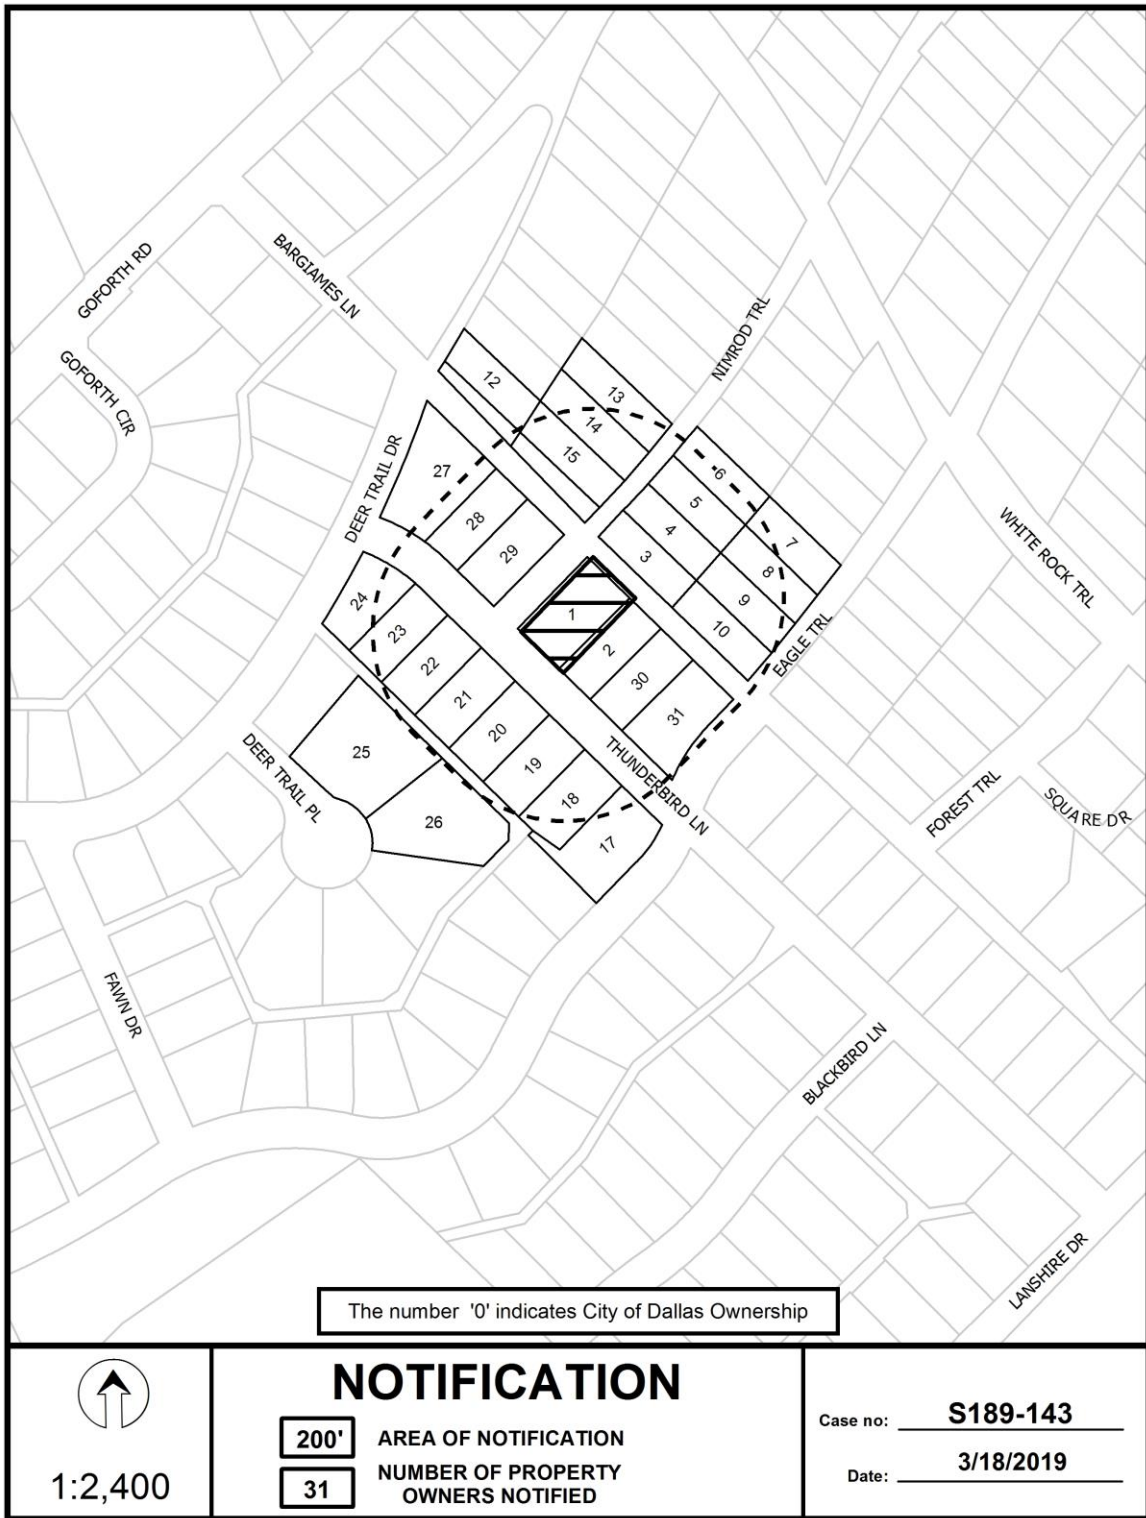 GOFORTH RD
BARGIAMES LN
GOFORTH CIR
NIMROD TRL
DEER TRAIL DR
WHITE ROCK TRL
EAGLE TRL
THUNDERBIRD LN
DEER TRAIL PL
FOREST TRL
SQUARE DR
FAWN DR
BLACKBIRD LN
LANSHIRE DR
12
13
14
15
27
28
29
6
5
4
3
7
8
9
10
1
2
30
31
24
23
22
21
20
19
18
17
25
26
The number '0' indicates City of Dallas Ownership
1:2,400
NOTIFICATION
200' AREA OF NOTIFICATION
31 NUMBER OF PROPERTY
OWNERS NOTIFIED
Case no: S189-143
Date: 3/18/2019